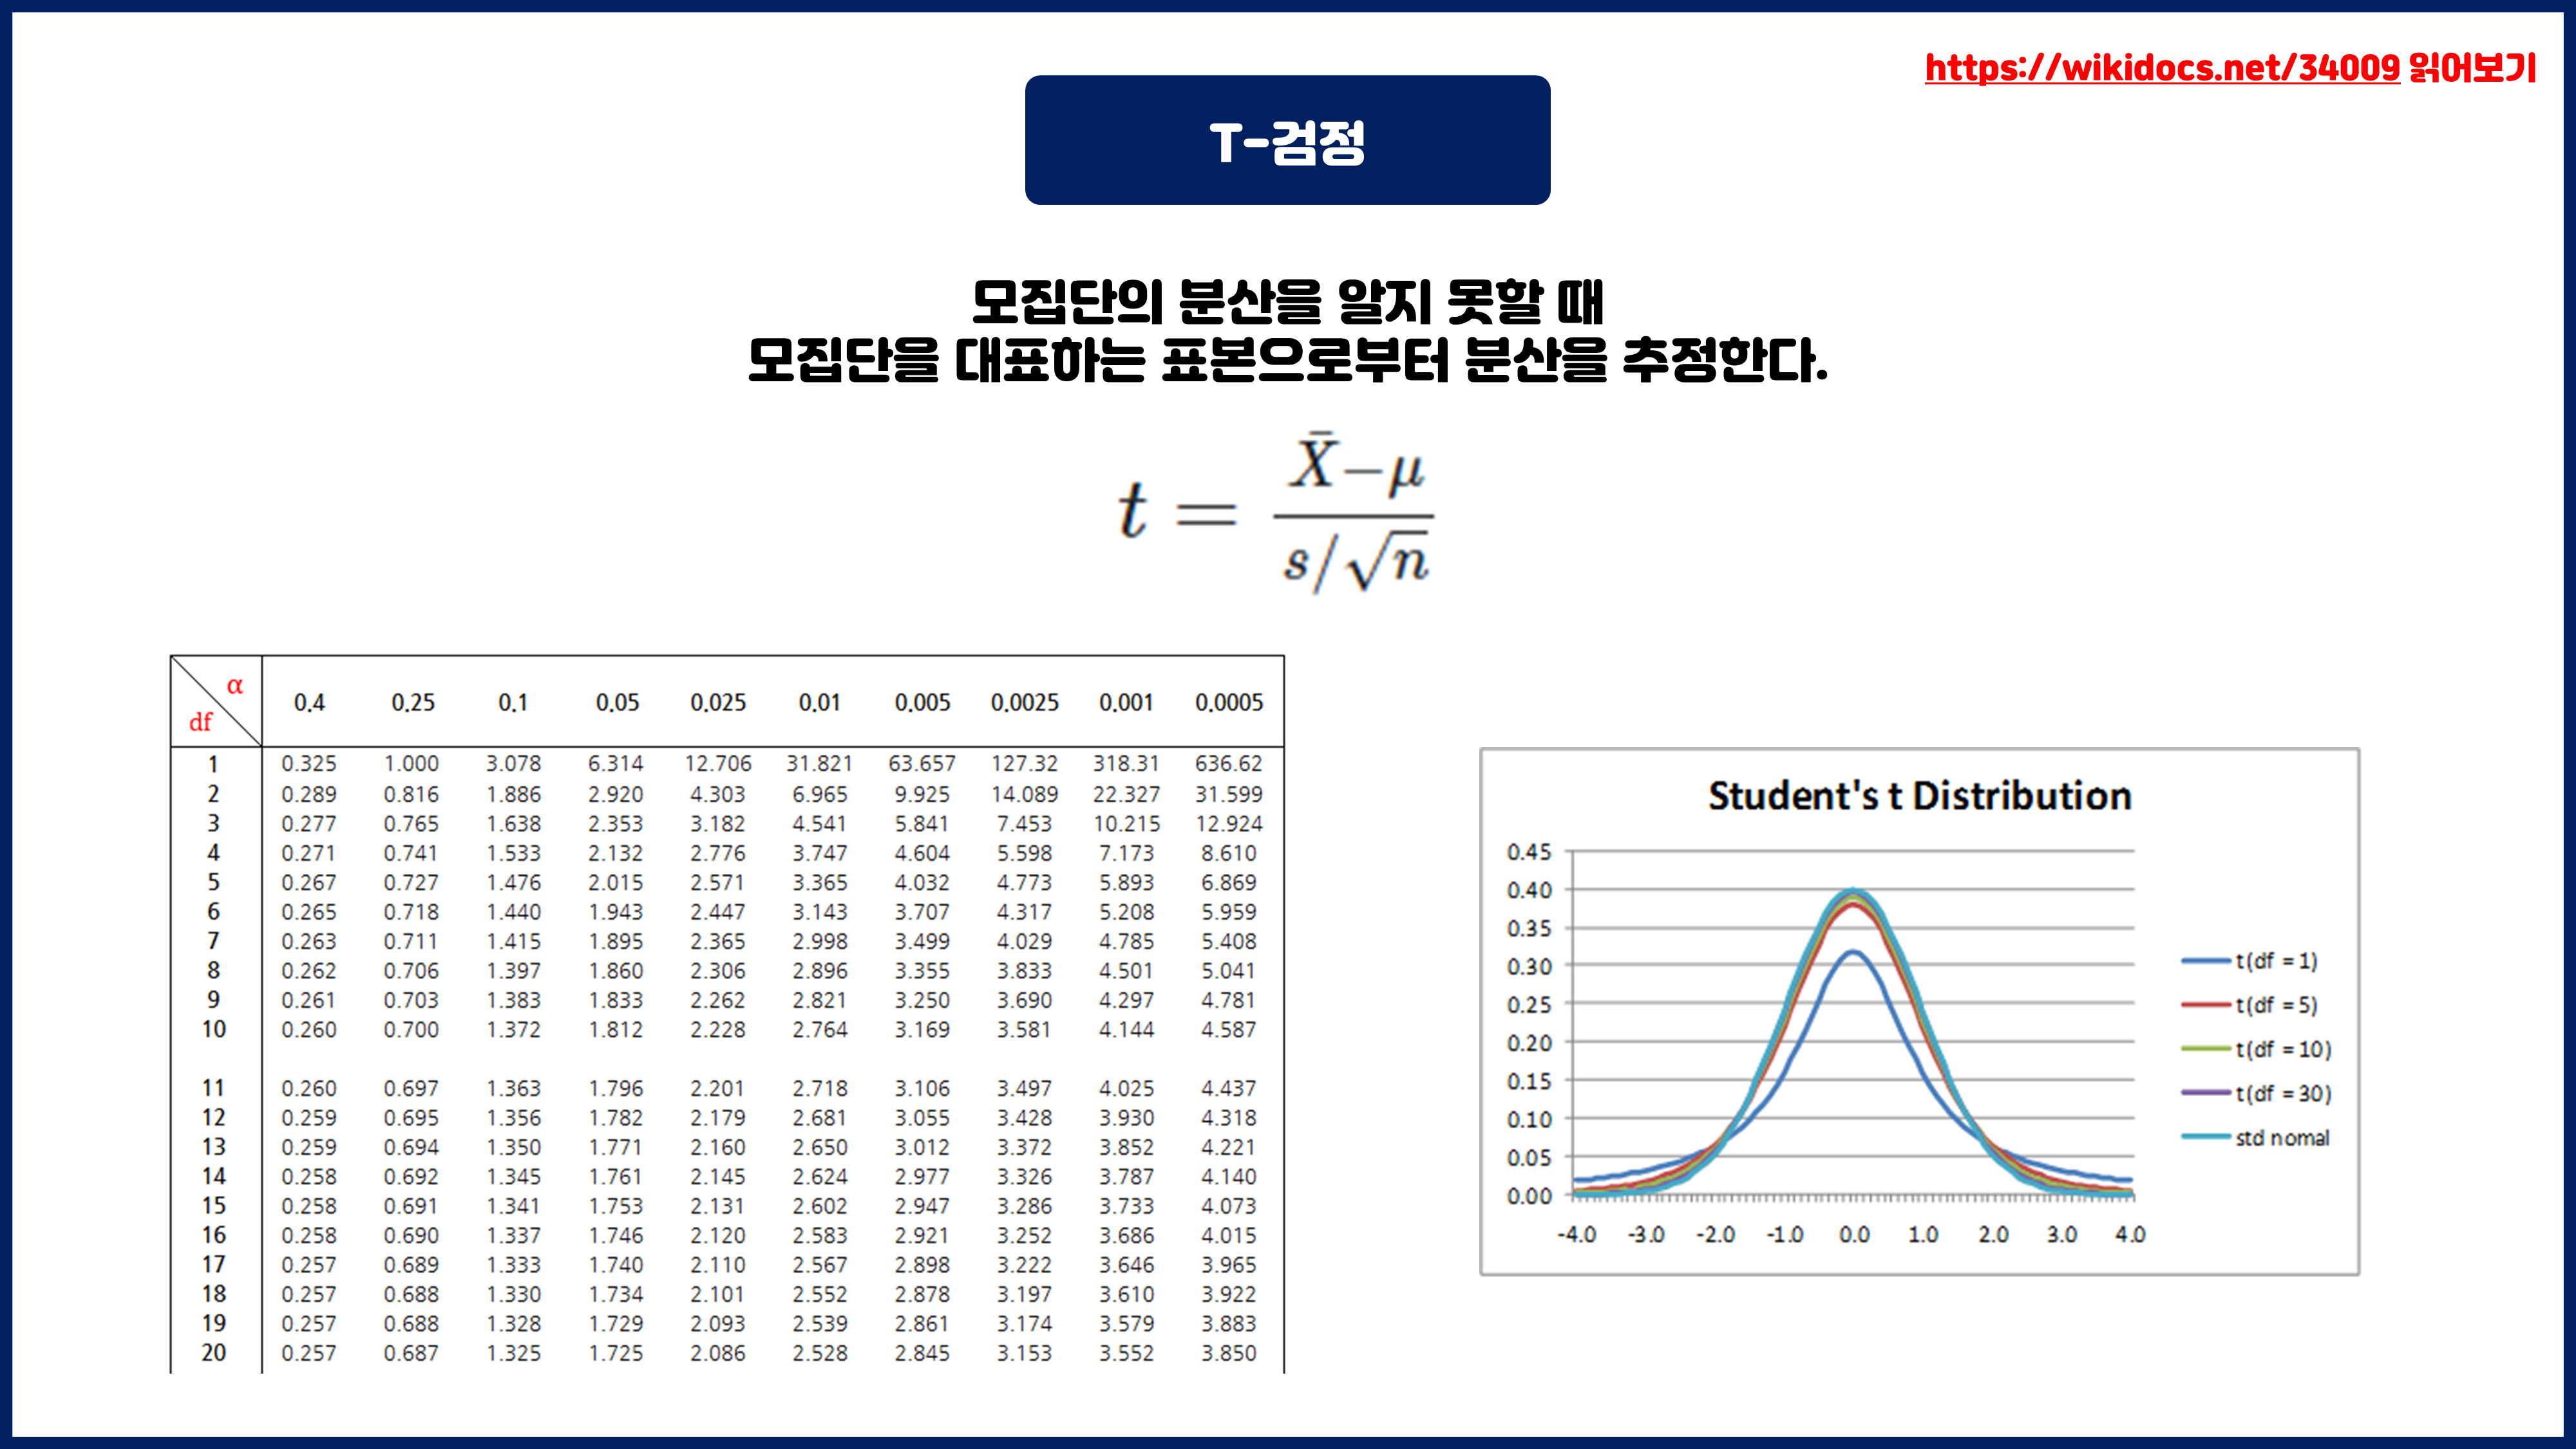 https://wikidocs.net/34009 읽어보기
T-검정
모집단의 분산을 알지 못할 때
모집단을 대표하는 표본으로부터 분산을 추정한다.
t = X̄−μ / s/√n
df α 0.4 0.25 0.1 0.05 0.025 0.01 0.005 0.0025 0.001 0.0005
1 0.325 1.000 3.078 6.314 12.706 31.821 63.657 127.32 318.31 636.62
2 0.289 0.816 1.886 2.920 4.303 6.965 9.925 14.089 22.327 31.599
3 0.277 0.765 1.638 2.353 3.182 4.541 5.841 7.453 10.215 12.924
4 0.271 0.741 1.533 2.132 2.776 3.747 4.604 5.598 7.173 8.610
5 0.267 0.727 1.476 2.015 2.571 3.365 4.032 4.773 5.893 6.869
6 0.265 0.718 1.440 1.943 2.447 3.143 3.707 4.317 5.208 5.959
7 0.263 0.711 1.415 1.895 2.365 2.998 3.499 4.029 4.785 5.408
8 0.262 0.706 1.397 1.860 2.306 2.896 3.355 3.833 4.501 5.041
9 0.261 0.703 1.383 1.833 2.262 2.821 3.250 3.690 4.297 4.781
10 0.260 0.700 1.372 1.812 2.228 2.764 3.169 3.581 4.144 4.587
11 0.260 0.697 1.363 1.796 2.201 2.718 3.106 3.497 4.025 4.437
12 0.259 0.695 1.356 1.782 2.179 2.681 3.055 3.428 3.930 4.318
13 0.259 0.694 1.350 1.771 2.160 2.650 3.012 3.372 3.852 4.221
14 0.258 0.692 1.345 1.761 2.145 2.624 2.977 3.326 3.787 4.140
15 0.258 0.691 1.341 1.753 2.131 2.602 2.947 3.286 3.733 4.073
16 0.258 0.690 1.337 1.746 2.120 2.583 2.921 3.252 3.686 4.015
17 0.257 0.689 1.333 1.740 2.110 2.567 2.898 3.222 3.646 3.965
18 0.257 0.688 1.330 1.734 2.101 2.552 2.878 3.197 3.610 3.922
19 0.257 0.688 1.328 1.729 2.093 2.539 2.861 3.174 3.579 3.883
20 0.257 0.687 1.325 1.725 2.086 2.528 2.845 3.153 3.552 3.850
Student's t Distribution
0.45
0.40
0.35
0.30
0.25
0.20
0.15
0.10
0.05
0.00
-4.0 -3.0 -2.0 -1.0 0.0 1.0 2.0 3.0 4.0
t(df = 1)
t(df = 5)
t(df = 10)
t(df = 30)
std nomal